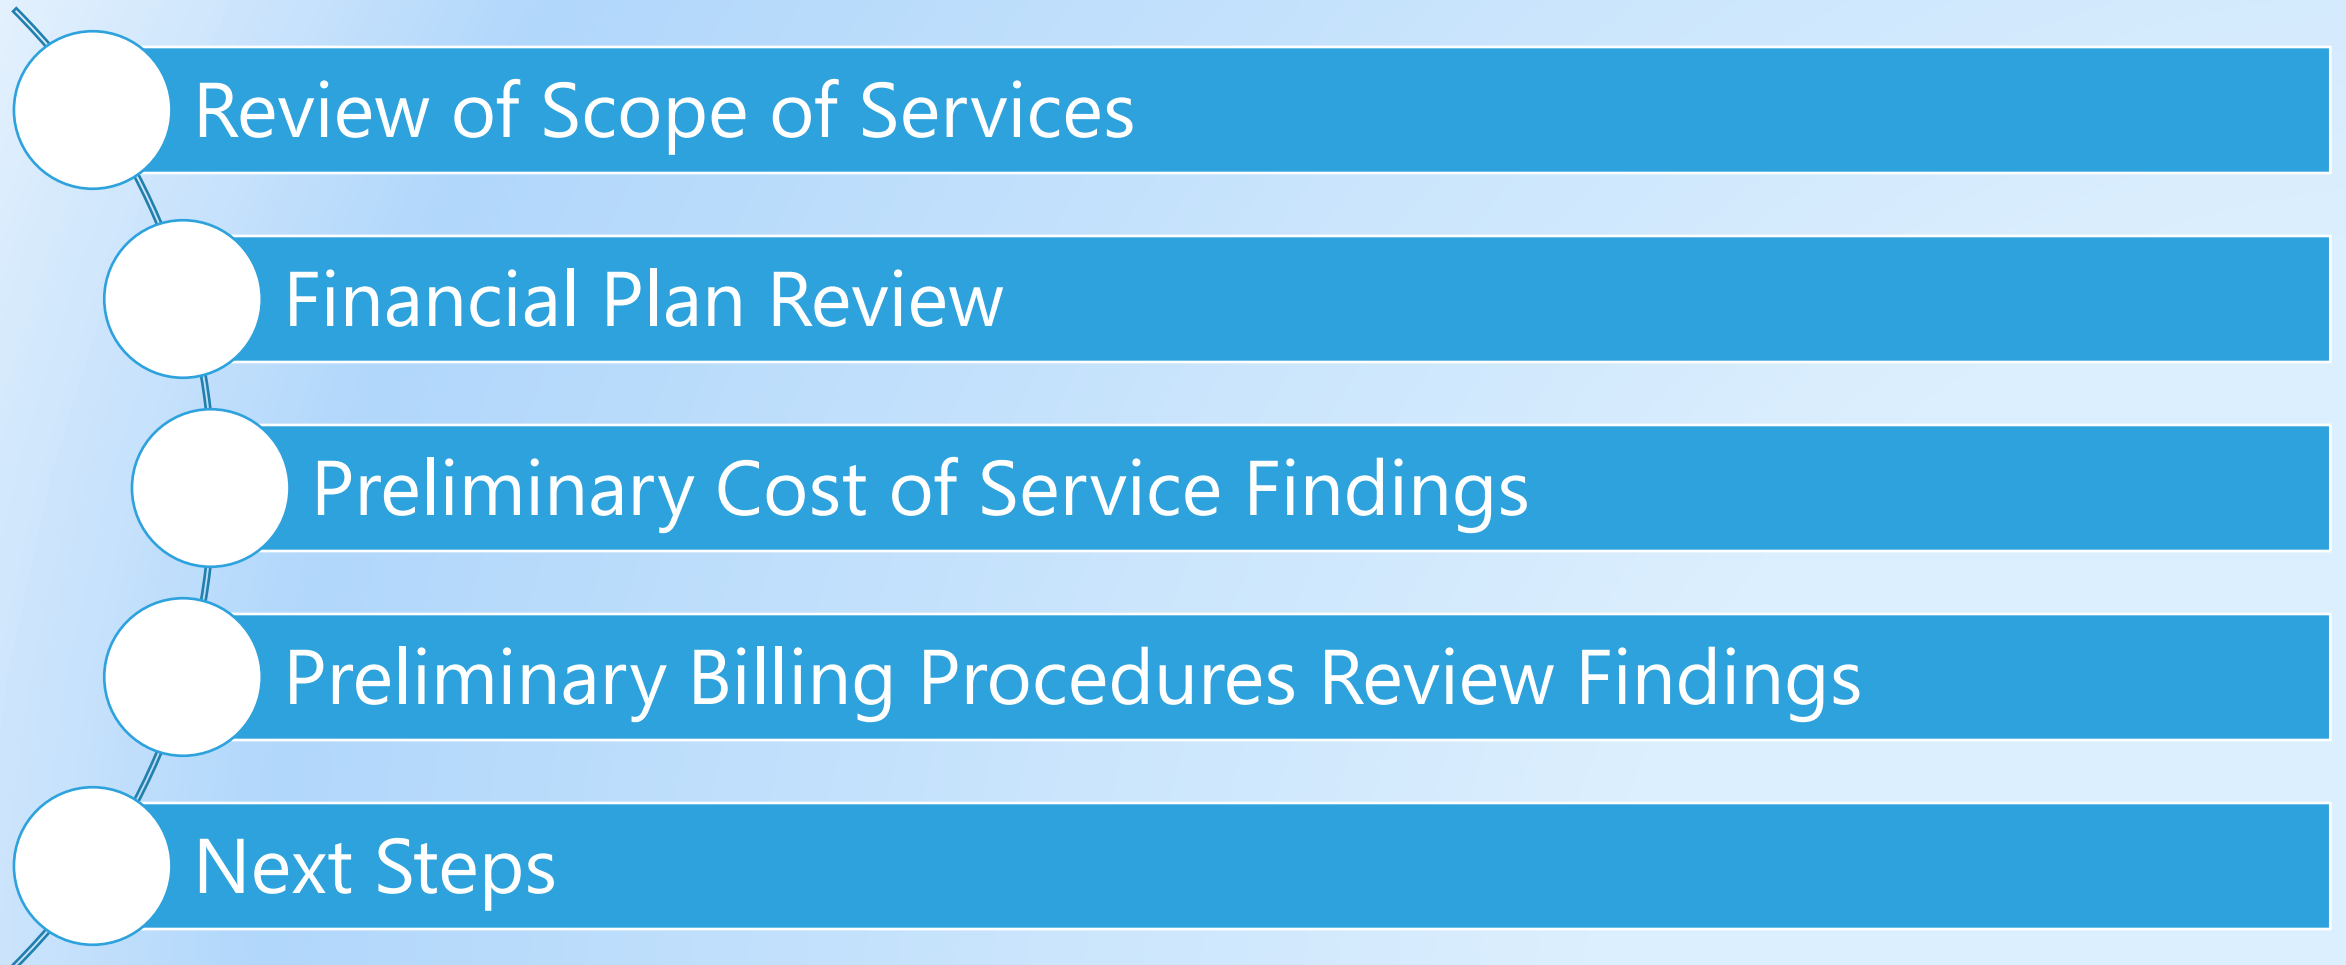 Review of Scope of Services
Financial Plan Review
Preliminary Cost of Service Findings
Preliminary Billing Procedures Review Findings
Next Steps